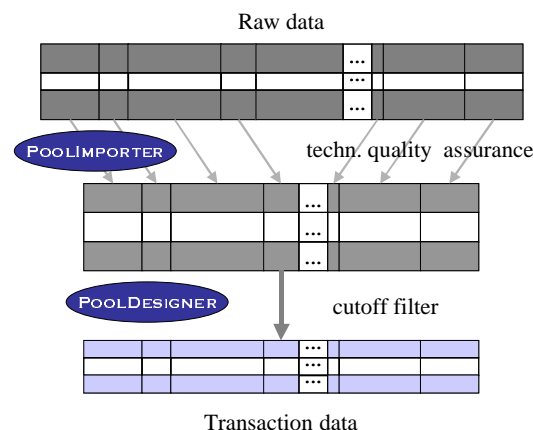 Raw data
...
...
...
POOLIMPORTER
techn. quality assurance
...
...
...
POOLDESIGNER
cutoff filter
...
...
...
Transaction data